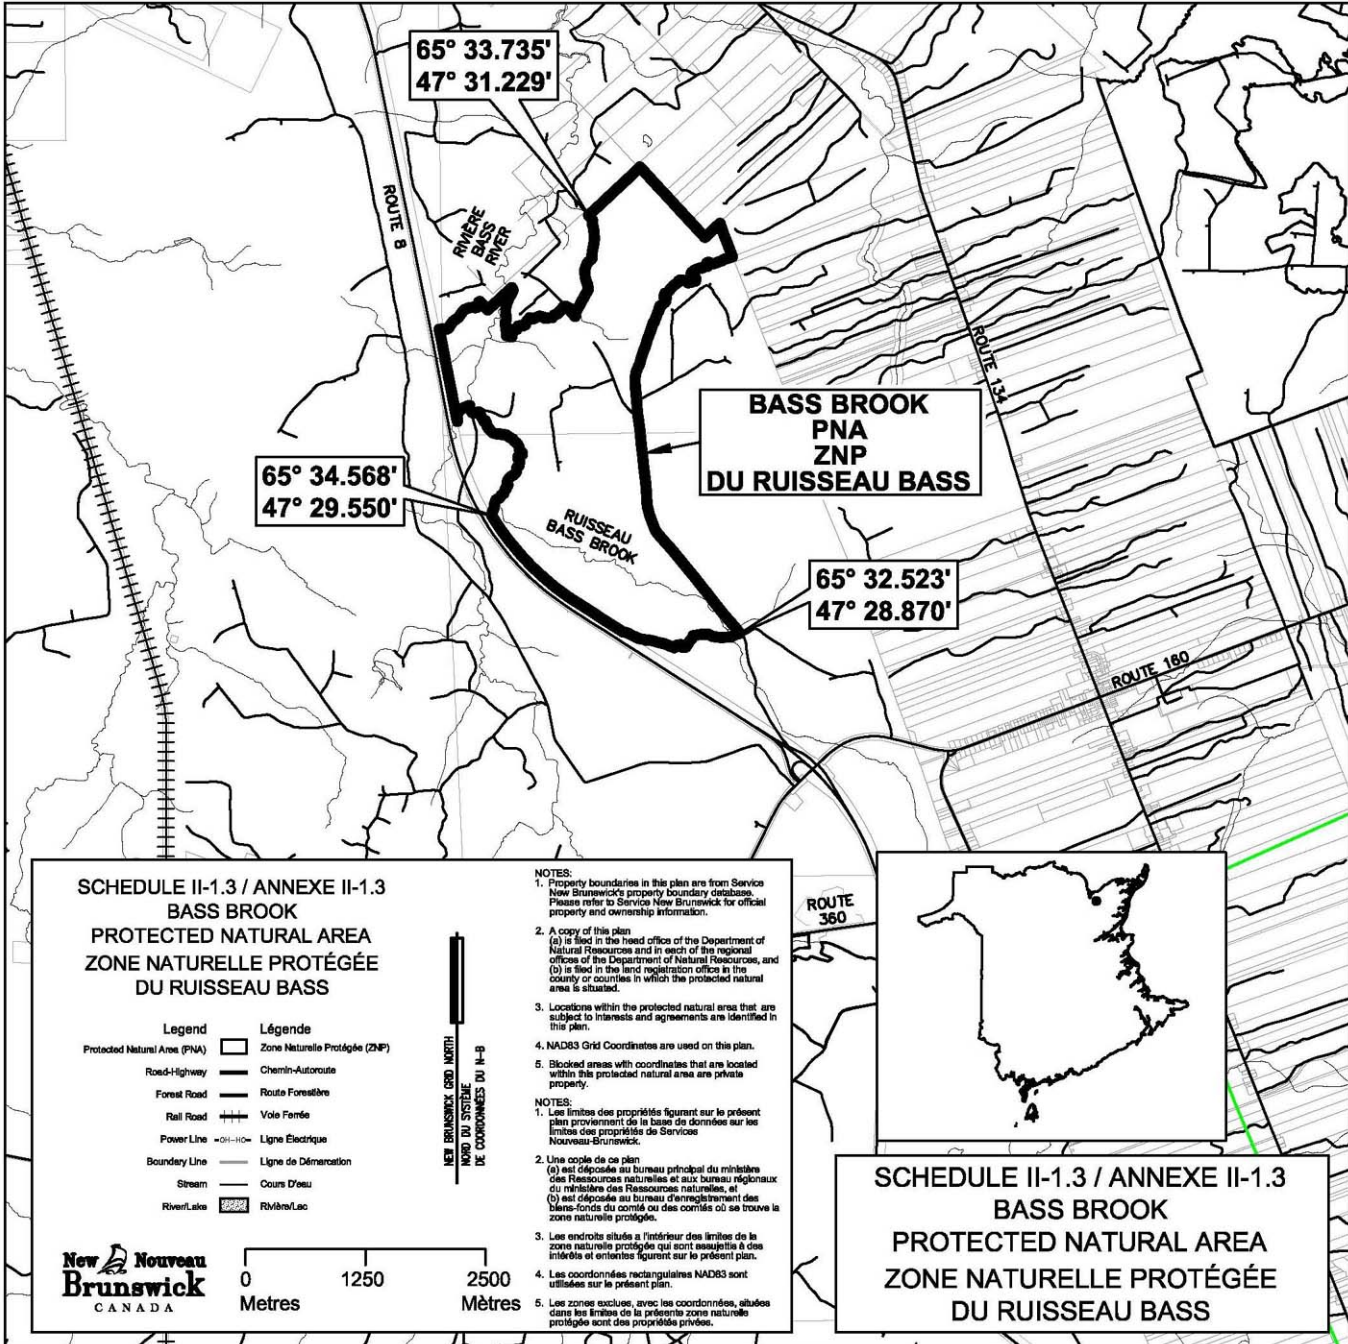 65° 33.735'
47° 31.229'
ROUTE 8
RIVIÈRE
BASS
RIVER
ROUTE 134
BASS BROOK
PNA
ZNP
DU RUISSEAU BASS
65° 34.568'
47° 29.550'
RUISSEAU
BASS BROOK
65° 32.523'
47° 28.870'
ROUTE 160
ROUTE
360
SCHEDULE II-1.3 / ANNEXE II-1.3
BASS BROOK
PROTECTED NATURAL AREA
ZONE NATURELLE PROTÉGÉE
DU RUISSEAU BASS
Legend Légende
Protected Natural Area (PNA) Zone Naturelle Protégée (ZNP)
Road-Highway Chemin-Autoroute
Forest Road Route Forestière
Rail Road Voie Ferrée
Power Line -OH-HO- Ligne Électrique
Boundary Line Ligne de Démarcation
Stream Cours D'eau
River/Lake Rivière/Lac
NEW BRUNSWICK GRID NORTH
NORD DU SYSTÈME
DE COORDONNÉES DU N-B
New Nouveau
Brunswick
CANADA
0 1250 2500
Metres Mètres
NOTES:
1. Property boundaries in this plan are from Service
New Brunswick's property boundary database.
Please refer to Service New Brunswick for official
property and ownership information.
2. A copy of this plan
(a) is filed in the head office of the Department of
Natural Resources and in each of the regional
offices of the Department of Natural Resources, and
(b) is filed in the land registration office in the
county or counties in which the protected natural
area is situated.
3. Locations within the protected natural area that are
subject to interests and agreements are identified in
this plan.
4. NAD83 Grid Coordinates are used on this plan.
5. Blocked areas with coordinates that are located
within this protected natural area are private
property.
NOTES:
1. Les limites des propriétés figurant sur le présent
plan proviennent de la base de données sur les
limites des propriétés de Services
Nouveau-Brunswick.
2. Une copie de ce plan
(a) est déposée au bureau principal du ministère
des Ressources naturelles et aux bureau régionaux
du ministère des Ressources naturelles, et
(b) est déposée au bureau d'enregistrement des
biens-fonds du comté ou des comtés où se trouve la
zone naturelle protégée.
3. Les endroits situés a l'intérieur des limites de la
zone naturelle protégée qui sont assujettis à des
intérêts et ententes figurent sur le présent plan.
4. Les coordonnées rectangulaires NAD83 sont
utilisées sur le présent plan.
5. Les zones exclues, avec les coordonnées, situées
dans les limites de la présente zone naturelle
protégée sont des propriétés privées.
SCHEDULE II-1.3 / ANNEXE II-1.3
BASS BROOK
PROTECTED NATURAL AREA
ZONE NATURELLE PROTÉGÉE
DU RUISSEAU BASS